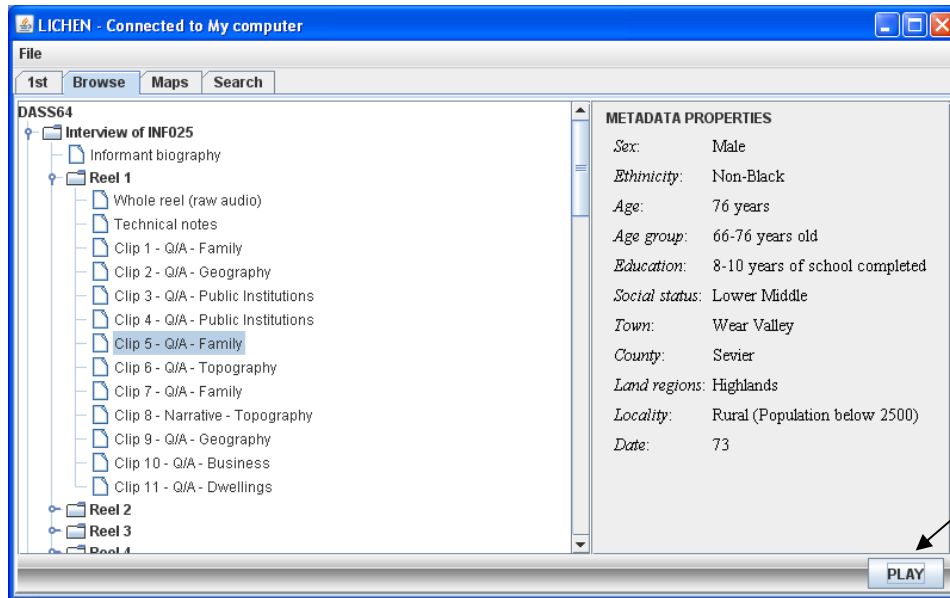 LICHEN - Connected to My computer
File
1st Browse Maps Search
DASS64
Interview of INF025
Informant biography
Reel 1
Whole reel (raw audio)
Technical notes
Clip 1 - Q/A - Family
Clip 2 - Q/A - Geography
Clip 3 - Q/A - Public Institutions
Clip 4 - Q/A - Public Institutions
Clip 5 - Q/A - Family
Clip 6 - Q/A - Topography
Clip 7 - Q/A - Family
Clip 8 - Narrative - Topography
Clip 9 - Q/A - Geography
Clip 10 - Q/A - Business
Clip 11 - Q/A - Dwellings
Reel 2
Reel 3
Reel 4
METADATA PROPERTIES
Sex: Male
Ethinicity: Non-Black
Age: 76 years
Age group: 66-76 years old
Education: 8-10 years of school completed
Social status: Lower Middle
Town: Wear Valley
County: Sevier
Land regions: Highlands
Locality: Rural (Population below 2500)
Date: 73
PLAY